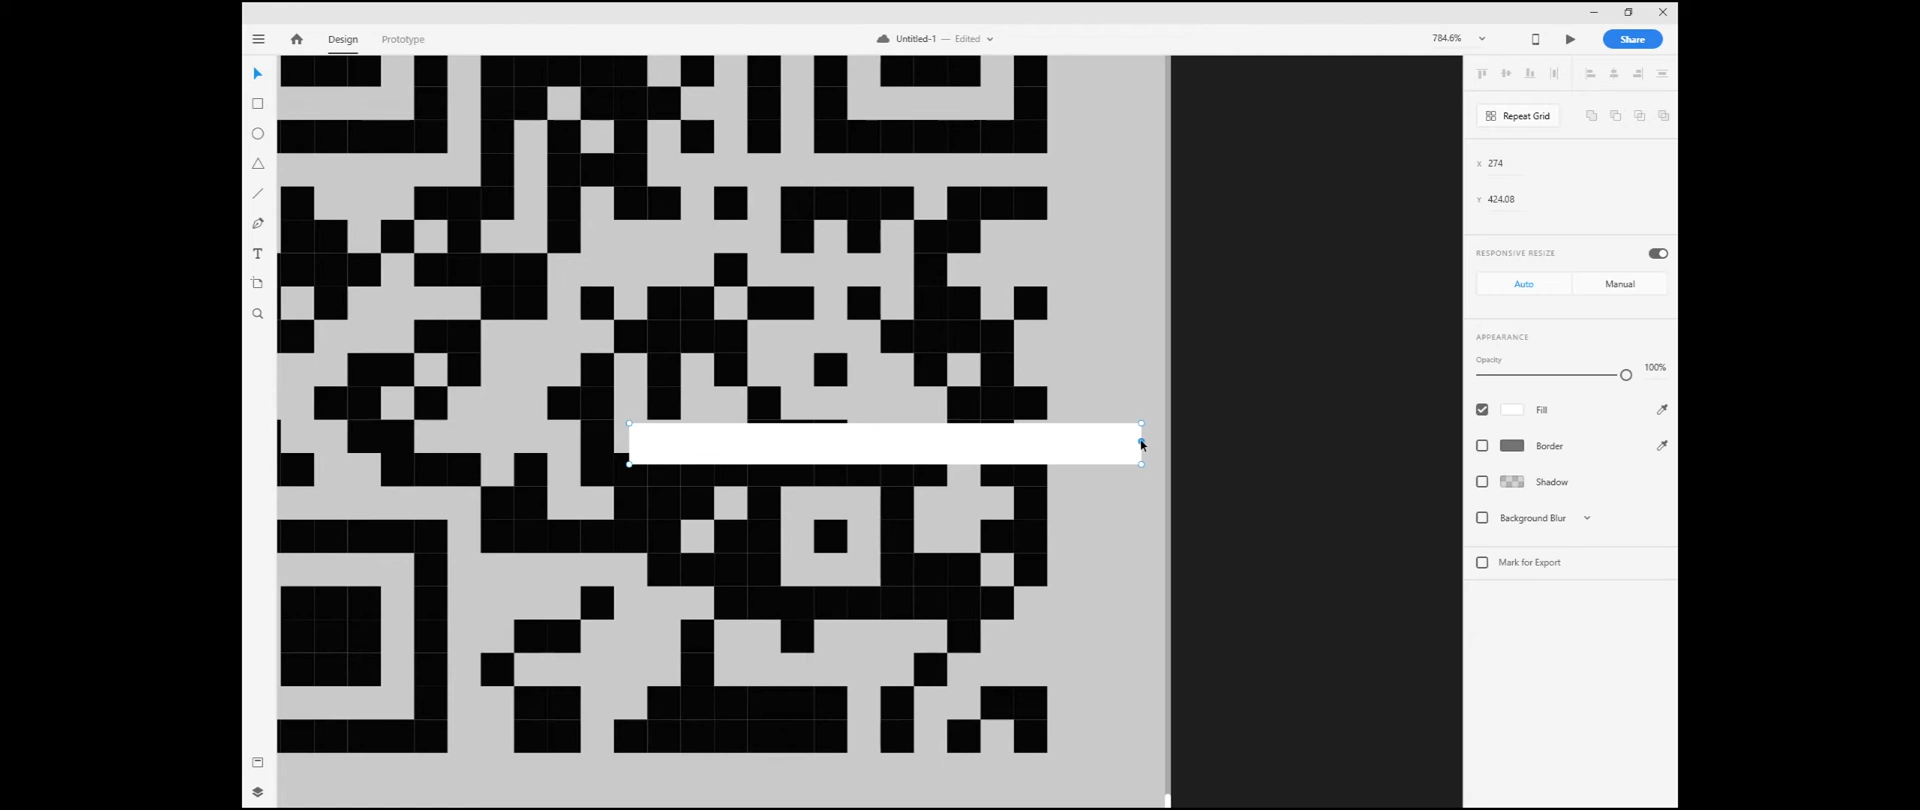 Design
Prototype
Untitled-1 — Edited
784.6%
Share
Repeat Grid
X 274
Y 424.08
RESPONSIVE RESIZE
Auto
Manual
APPEARANCE
Opacity
100%
Fill
Border
Shadow
Background Blur
Mark for Export
T